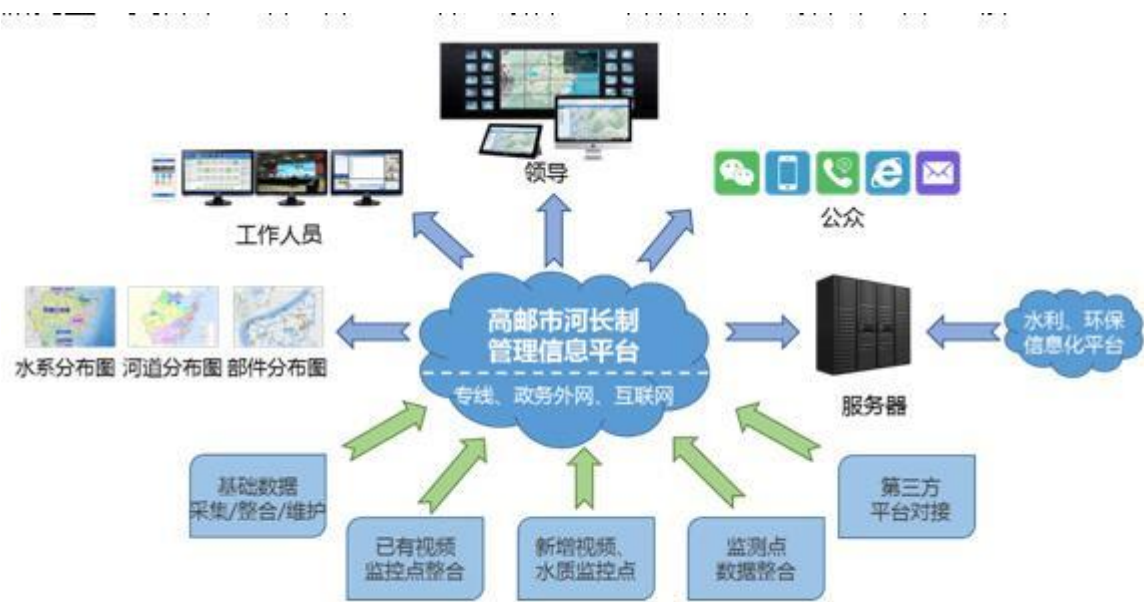 领导
工作人员
公众
高邮市河长制
管理信息平台
专线、政务外网、互联网
水系分布图 河道分布图 部件分布图
服务器
水利、环保
信息化平台
基础数据
采集/整合/维护
已有视频
监控点整合
新增视频、
水质监控点
监测点
数据整合
第三方
平台对接